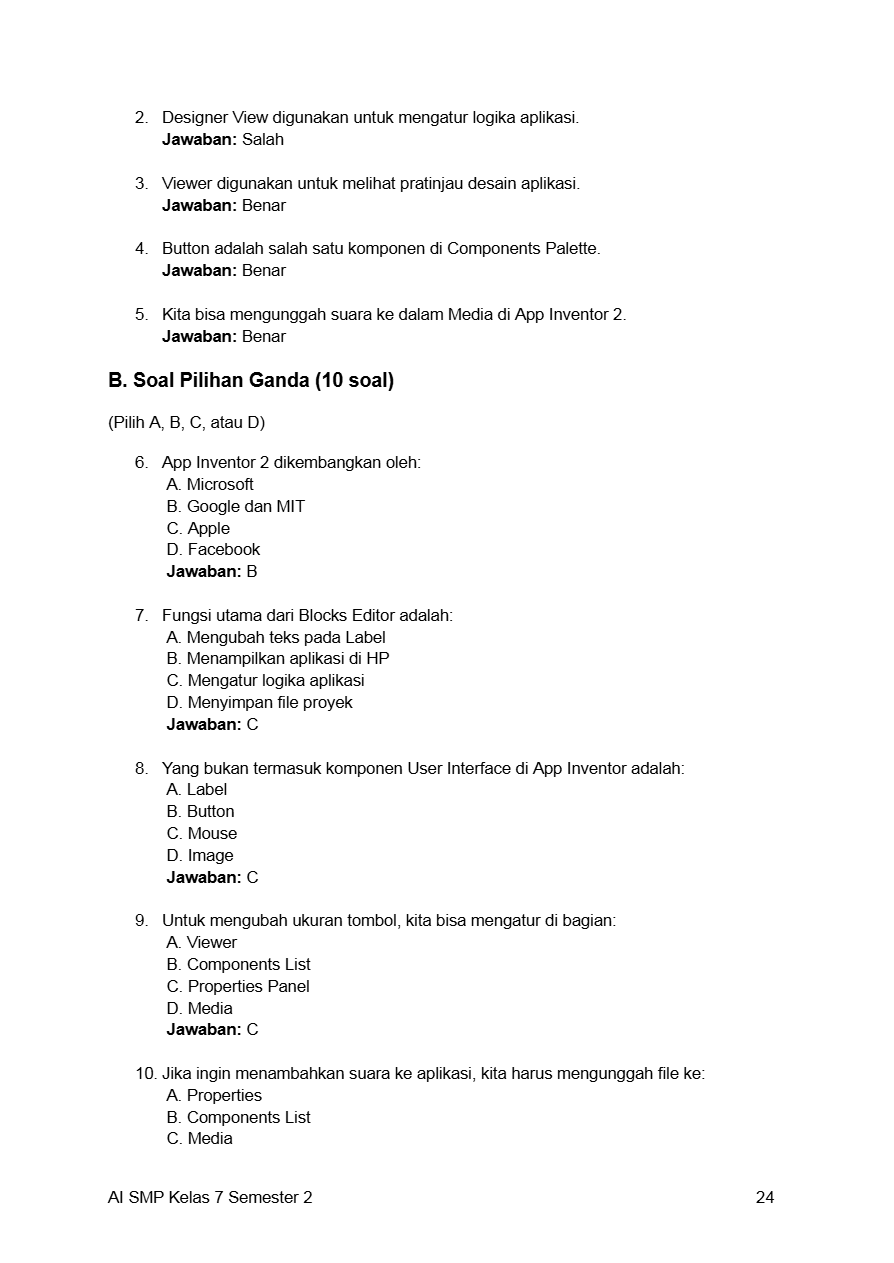 2. Designer View digunakan untuk mengatur logika aplikasi.
Jawaban: Salah
3. Viewer digunakan untuk melihat pratinjau desain aplikasi.
Jawaban: Benar
4. Button adalah salah satu komponen di Components Palette.
Jawaban: Benar
5. Kita bisa mengunggah suara ke dalam Media di App Inventor 2.
Jawaban: Benar
B. Soal Pilihan Ganda (10 soal)
(Pilih A, B, C, atau D)
6. App Inventor 2 dikembangkan oleh:
A. Microsoft
B. Google dan MIT
C. Apple
D. Facebook
Jawaban: B
7. Fungsi utama dari Blocks Editor adalah:
A. Mengubah teks pada Label
B. Menampilkan aplikasi di HP
C. Mengatur logika aplikasi
D. Menyimpan file proyek
Jawaban: C
8. Yang bukan termasuk komponen User Interface di App Inventor adalah:
A. Label
B. Button
C. Mouse
D. Image
Jawaban: C
9. Untuk mengubah ukuran tombol, kita bisa mengatur di bagian:
A. Viewer
B. Components List
C. Properties Panel
D. Media
Jawaban: C
10. Jika ingin menambahkan suara ke aplikasi, kita harus mengunggah file ke:
A. Properties
B. Components List
C. Media
AI SMP Kelas 7 Semester 2 24